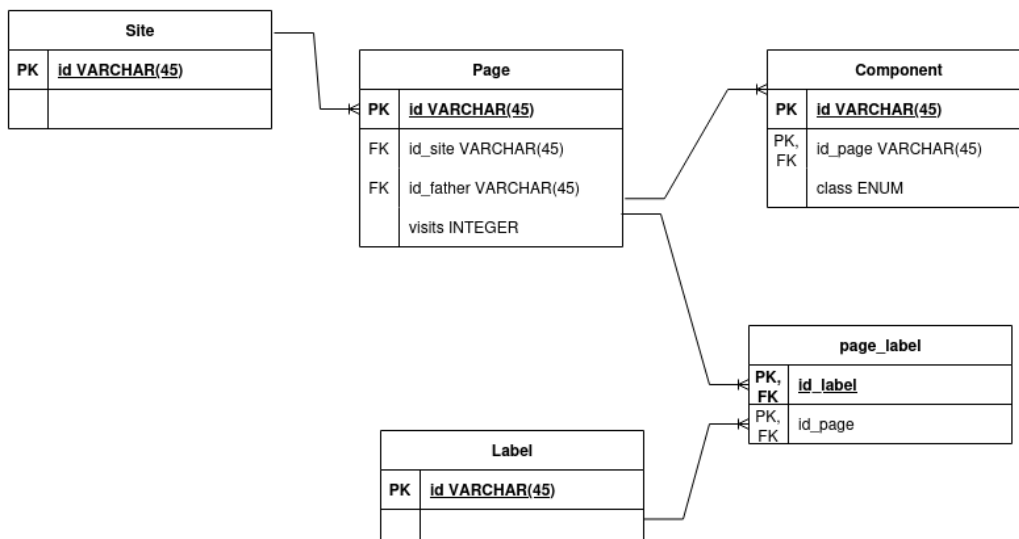 Site
PK id VARCHAR(45)
Page
PK id VARCHAR(45)
FK id_site VARCHAR(45)
FK id_father VARCHAR(45)
visits INTEGER
Component
PK id VARCHAR(45)
PK,
FK
id_page VARCHAR(45)
class ENUM
page_label
PK,
FK
id_label
PK,
FK
id_page
Label
PK id VARCHAR(45)